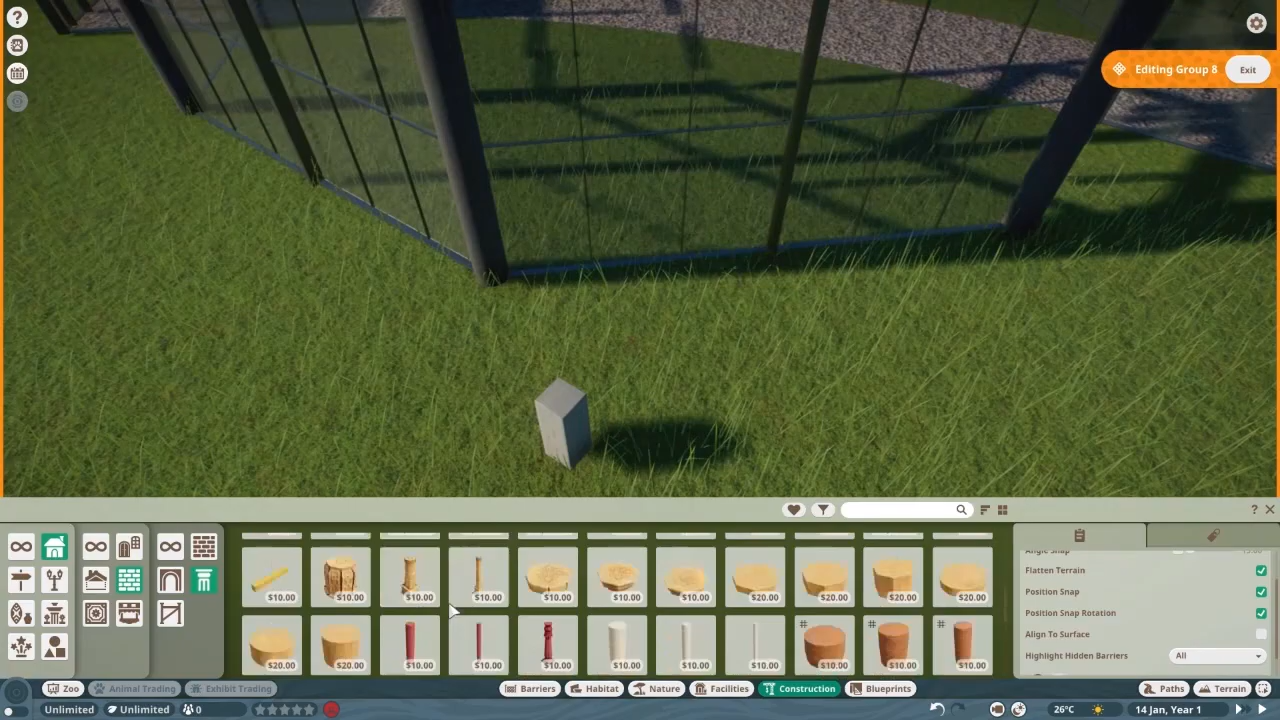 ?
Editing Group 8
Exit
?
Angle Snap
Flatten Terrain
Position Snap
Position Snap Rotation
Align To Surface
Highlight Hidden Barriers
All
$10.00 $10.00 $10.00 $10.00 $10.00 $10.00 $10.00 $20.00 $20.00 $20.00 $20.00
# # #
$20.00 $20.00 $10.00 $10.00 $10.00 $10.00 $10.00 $10.00 $10.00 $10.00 $10.00
Zoo Animal Trading Exhibit Trading Barriers Habitat Nature Facilities Construction Blueprints Paths Terrain
Unlimited Unlimited 0 26°C 14 Jan, Year 1